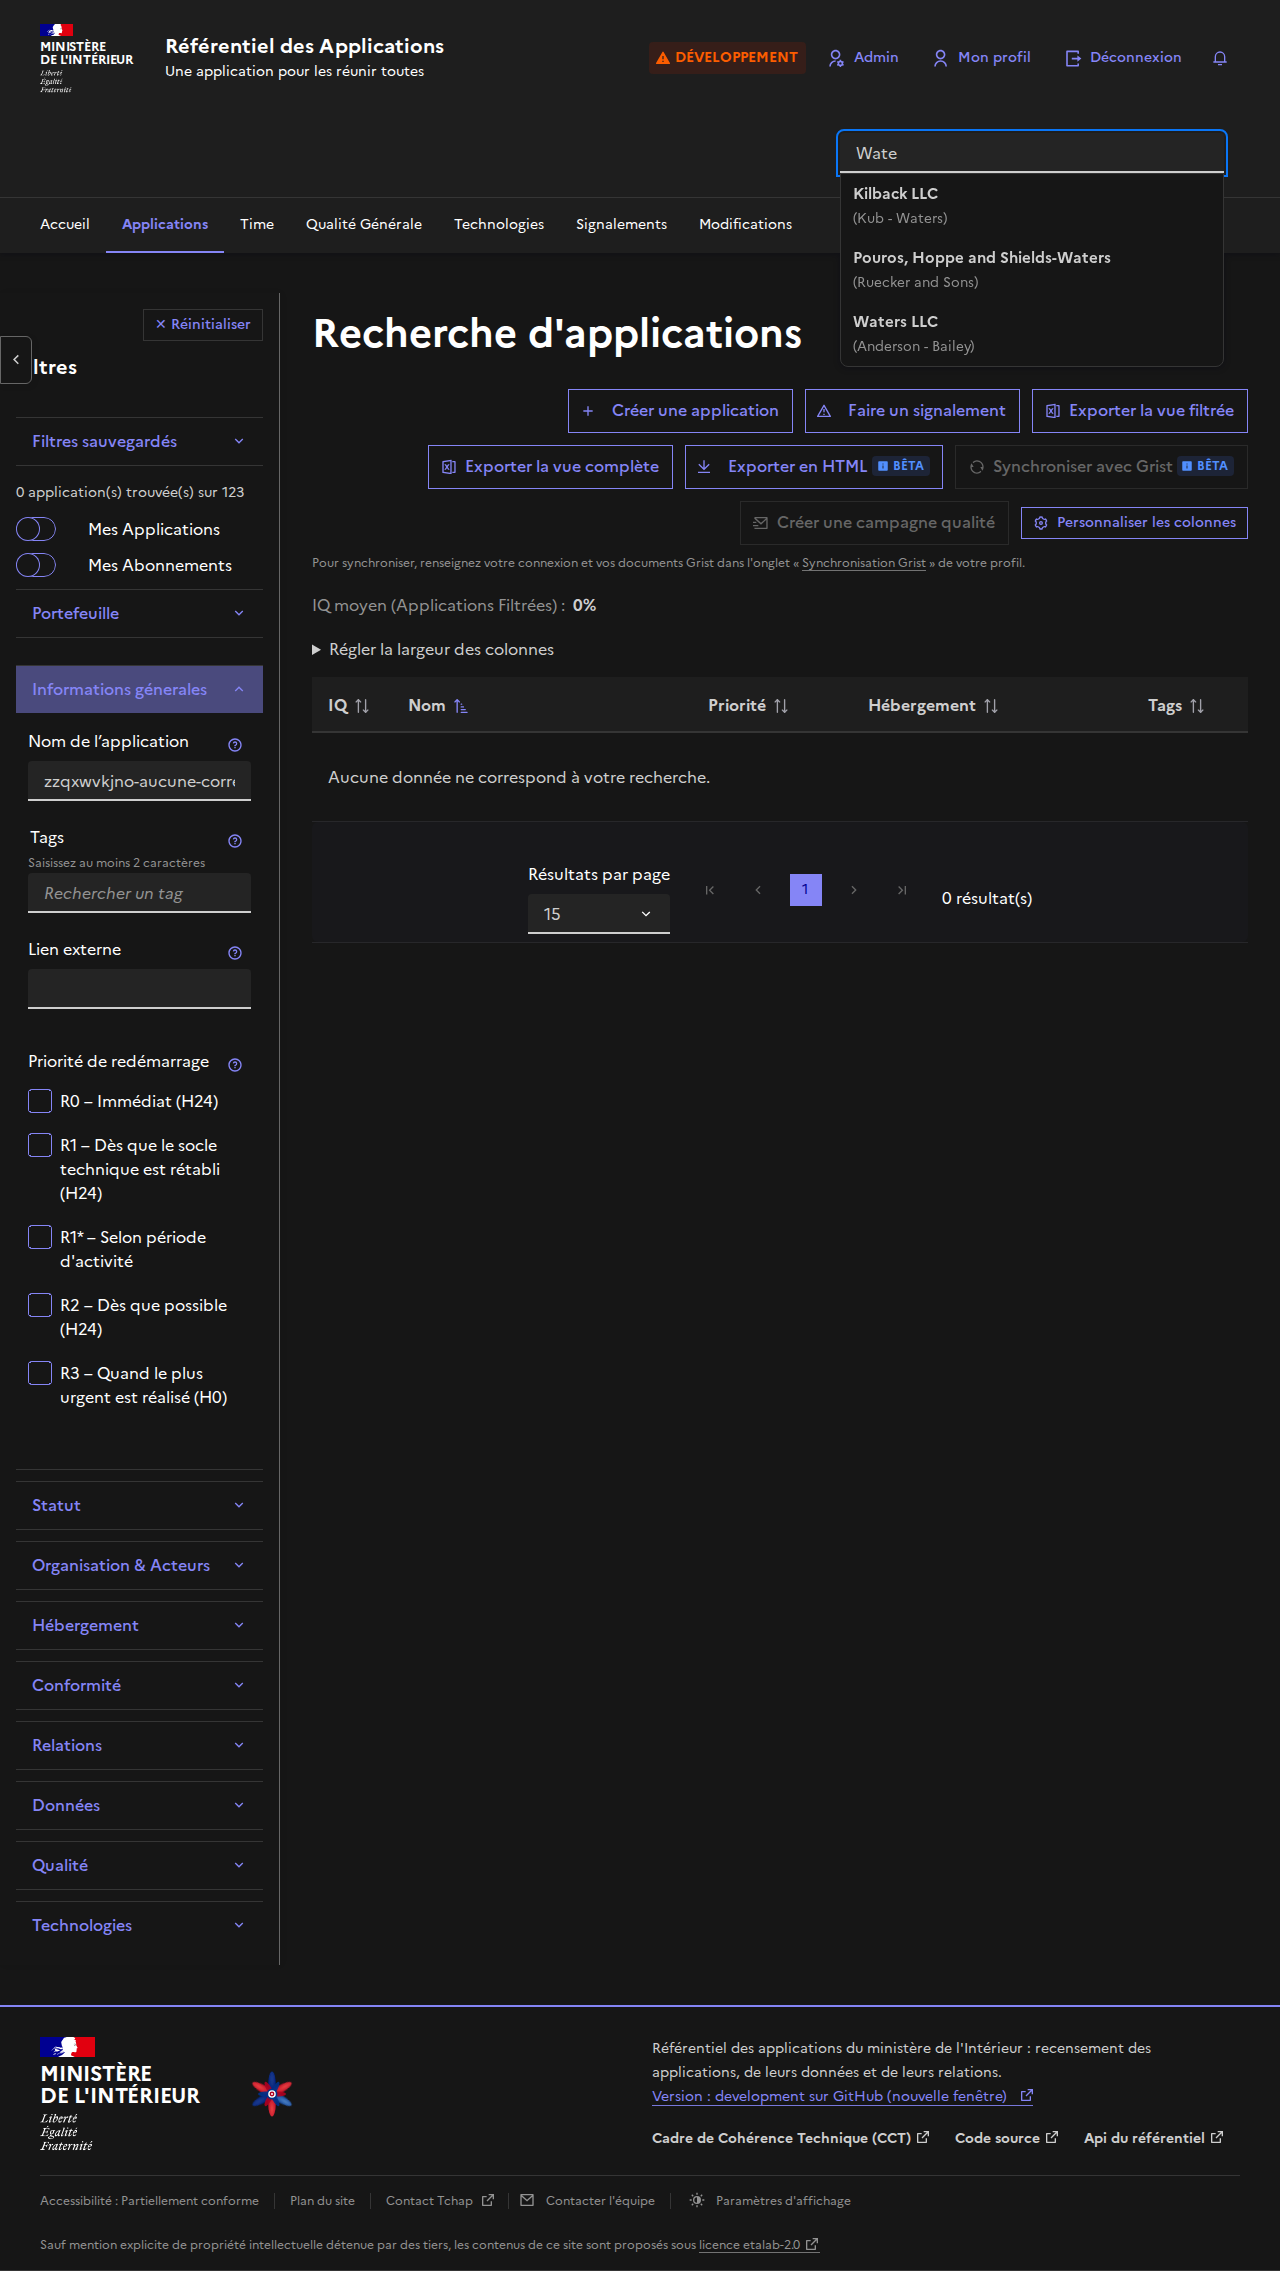 MINISTÈRE
DE L'INTÉRIEUR
Liberté
Égalité
Fraternité
Référentiel des Applications
Une application pour les réunir toutes
DÉVELOPPEMENT
Admin
Mon profil
Déconnexion
Wate
Kilback LLC
(Kub - Waters)
Pouros, Hoppe and Shields-Waters
(Ruecker and Sons)
Waters LLC
(Anderson - Bailey)
Accueil
Applications
Time
Qualité Générale
Technologies
Signalements
Modifications
× Réinitialiser
ltres
Filtres sauvegardés
0 application(s) trouvée(s) sur 123
Mes Applications
Mes Abonnements
Portefeuille
Informations génerales
Nom de l’application
zzqxwvkjno-aucune-corre
Tags
Saisissez au moins 2 caractères
Rechercher un tag
Lien externe
Priorité de redémarrage
R0 – Immédiat (H24)
R1 – Dès que le socle
technique est rétabli
(H24)
R1* – Selon période
d'activité
R2 – Dès que possible
(H24)
R3 – Quand le plus
urgent est réalisé (H0)
Statut
Organisation & Acteurs
Hébergement
Conformité
Relations
Données
Qualité
Technologies
Recherche d'applications
Créer une application
Faire un signalement
Exporter la vue filtrée
Exporter la vue complète
Exporter en HTML BÊTA
Synchroniser avec Grist BÊTA
Créer une campagne qualité
Personnaliser les colonnes
Pour synchroniser, renseignez votre connexion et vos documents Grist dans l'onglet « Synchronisation Grist » de votre profil.
IQ moyen (Applications Filtrées) : 0%
Régler la largeur des colonnes
IQ Nom Priorité Hébergement Tags
Aucune donnée ne correspond à votre recherche.
Résultats par page
15
1
0 résultat(s)
MINISTÈRE
DE L'INTÉRIEUR
Liberté
Égalité
Fraternité
Référentiel des applications du ministère de l'Intérieur : recensement des
applications, de leurs données et de leurs relations.
Version : development sur GitHub (nouvelle fenêtre)
Cadre de Cohérence Technique (CCT)
Code source
Api du référentiel
Accessibilité : Partiellement conforme
Plan du site
Contact Tchap
Contacter l'équipe
Paramètres d'affichage
Sauf mention explicite de propriété intellectuelle détenue par des tiers, les contenus de ce site sont proposés sous licence etalab-2.0